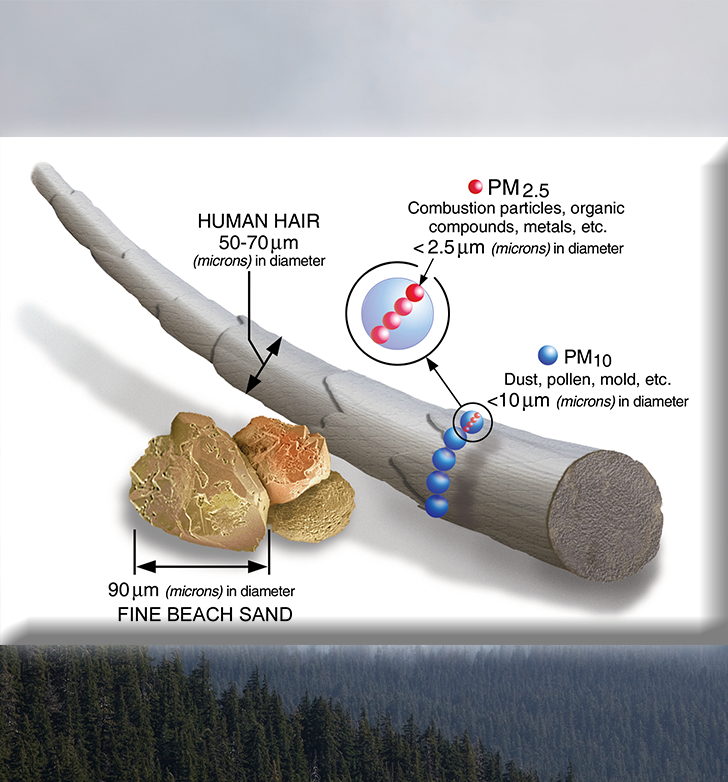 PM2.5
Combustion particles, organic
compounds, metals, etc.
<2.5µm (microns) in diameter
HUMAN HAIR
50-70µm
(microns) in diameter
PM10
Dust, pollen, mold, etc.
<10µm (microns) in diameter
90µm (microns) in diameter
FINE BEACH SAND